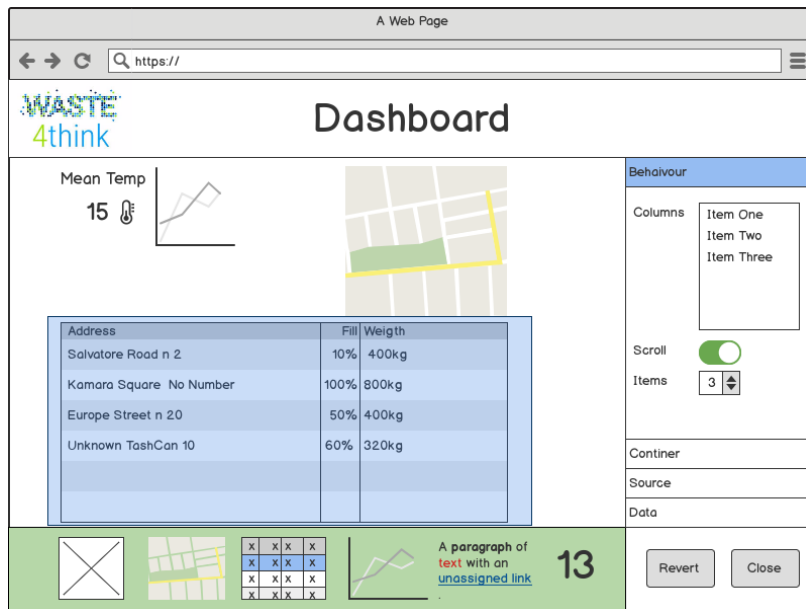 A Web Page
https://
WASTE
4think
Dashboard
Mean Temp
15
Behaivour
Columns
Item One
Item Two
Item Three
Scroll
Items 3
Address Fill Weigth
Salvatore Road n 2 10% 400kg
Kamara Square No Number 100% 800kg
Europe Street n 20 50% 400kg
Unknown TashCan 10 60% 320kg
Continer
Source
Data
X X X X
X X X X
X X X X
X X X X
A paragraph of
text with an
unassigned link
.
13
Revert
Close